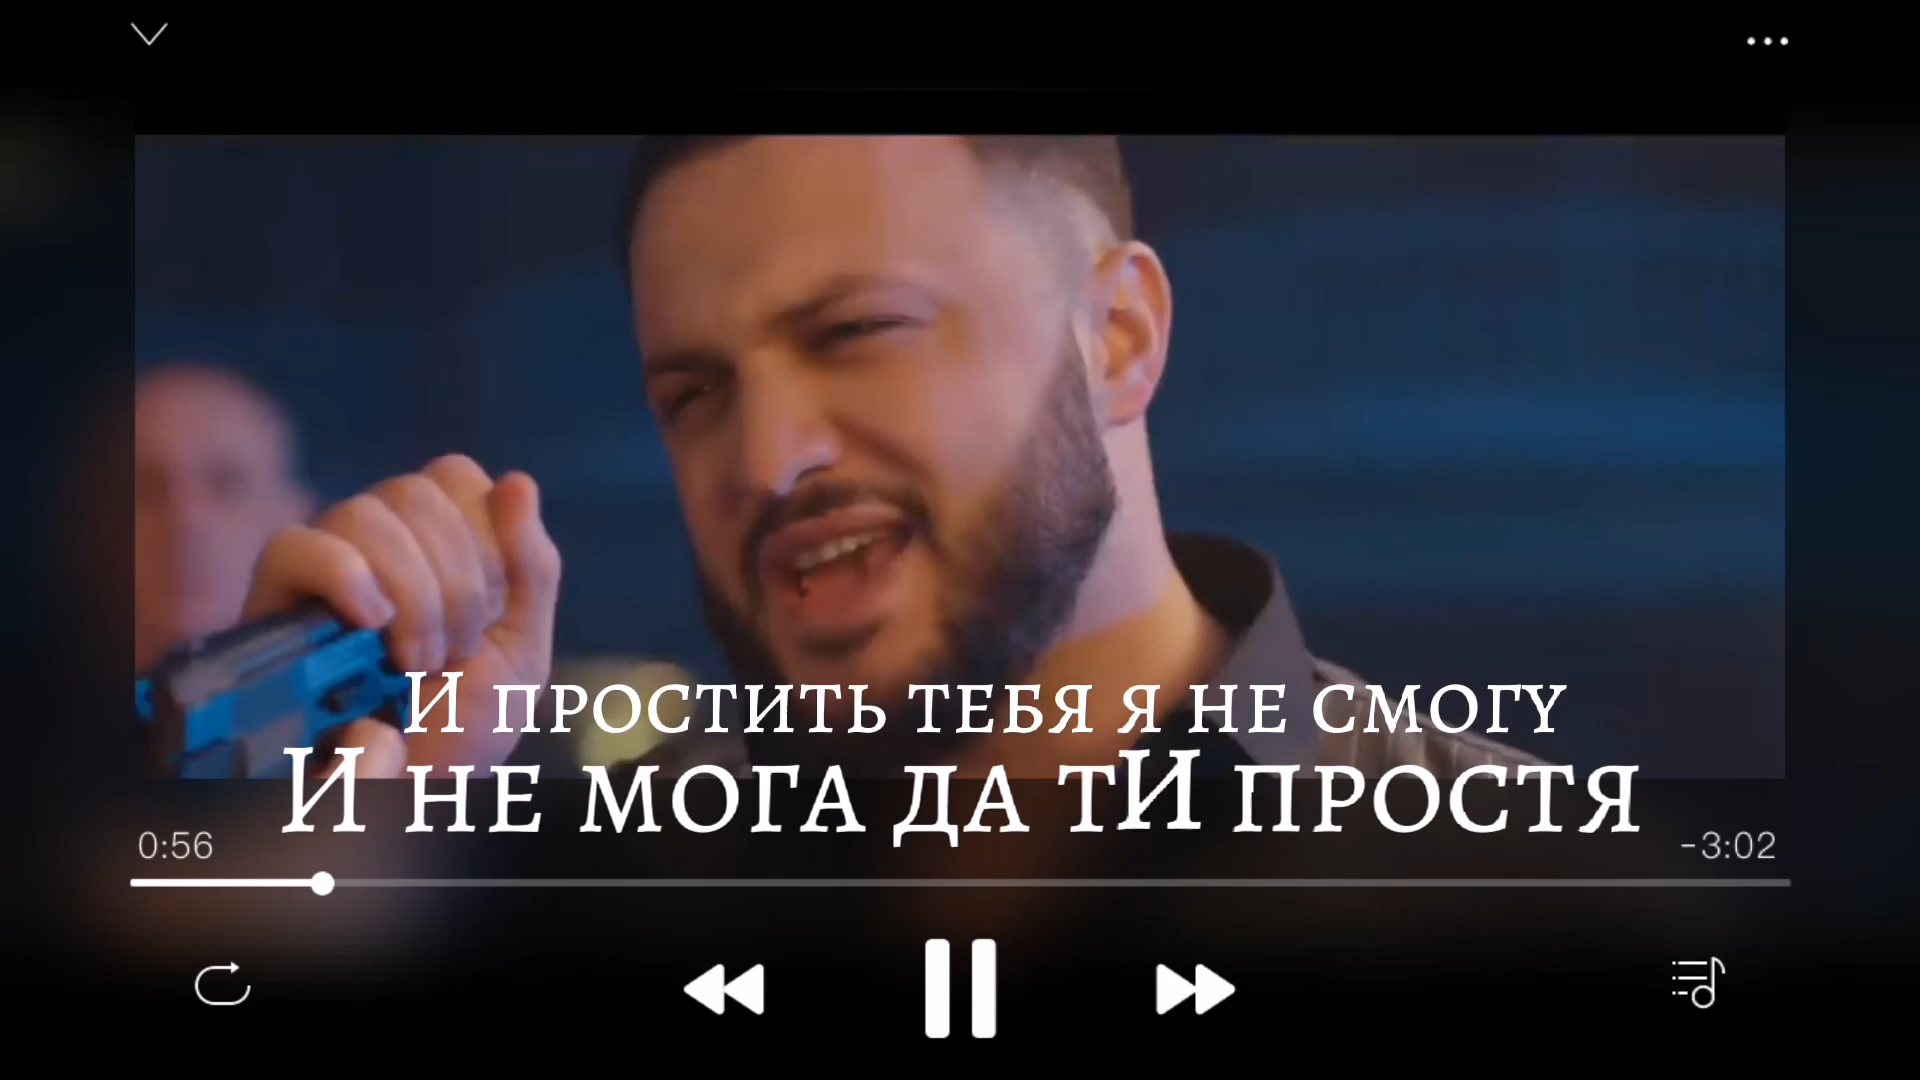 И ПРОСТИТЬ ТЕБЯ Я НЕ СМОГУ
И НЕ МОГА ДА ТИ ПРОСТЯ
0:56
-3:02